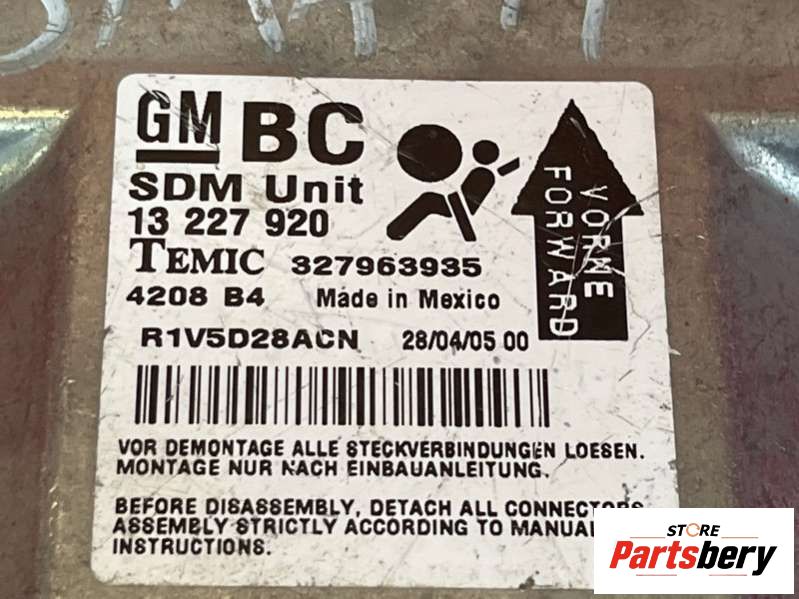 GM BC
SDM Unit
13 227 920
TEMIC 327963935
4208 B4 Made in Mexico
R1V5D28ACN 28/04/05 00
VORNE
FORWARD
VOR DEMONTAGE ALLE STECKVERBINDUNGEN LOESEN.
MONTAGE NUR NACH EINBAUANLEITUNG.
BEFORE DISASSEMBLY, DETACH ALL CONNECTORS
ASSEMBLY STRICTLY ACCORDING TO MANUAL
INSTRUCTIONS.
STORE
Partsbery